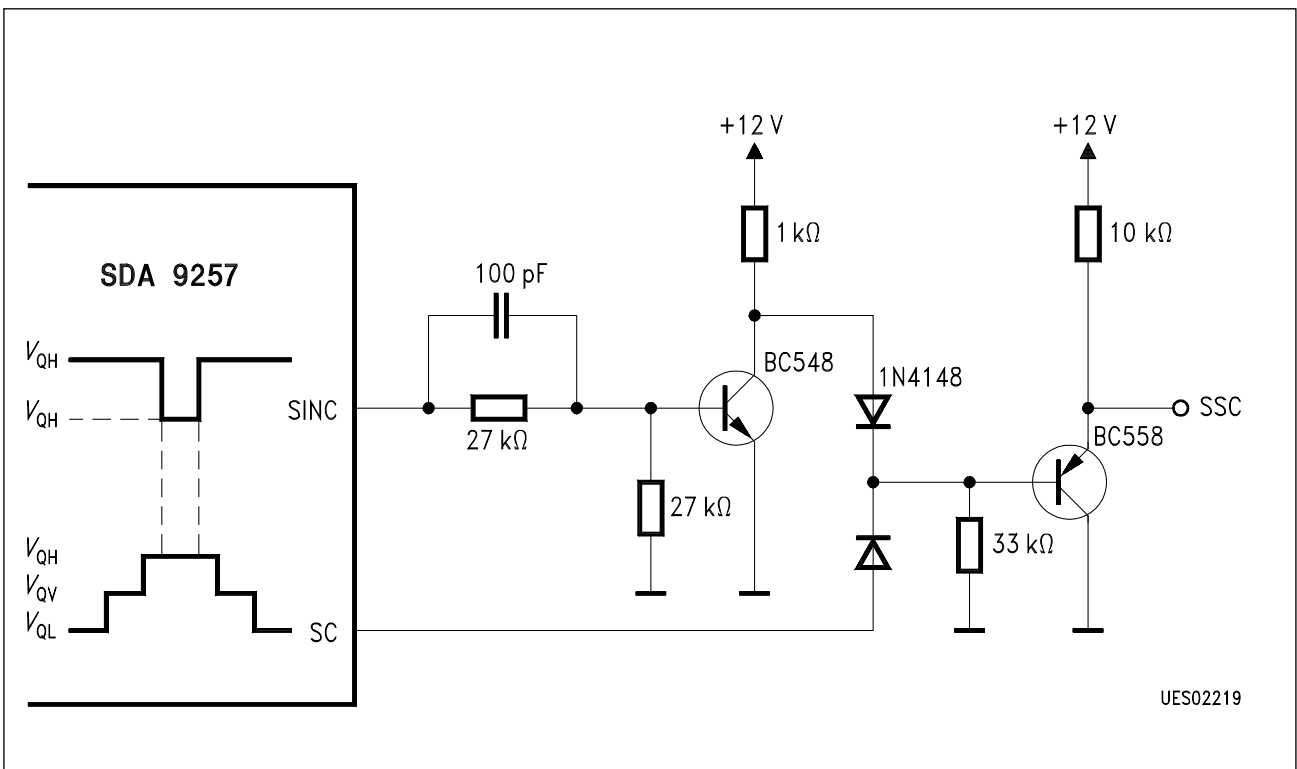 +12 V
+12 V
1 kΩ
10 kΩ
SDA 9257
100 pF
V_QH
BC548
1N4148
V_QH
SINC
SSC
27 kΩ
BC558
27 kΩ
33 kΩ
V_QH
V_QV
V_QL
SC
UES02219